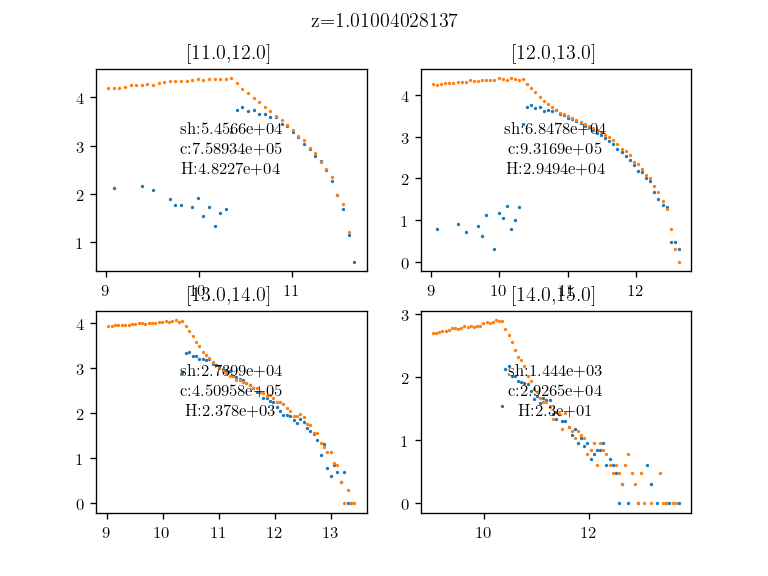 z=1.01004028137
[11.0,12.0]
[12.0,13.0]
4
3
2
1
sh:5.4566e+04
c:7.58934e+05
H:4.8227e+04
9
10
11
4
3
2
1
0
sh:6.8478e+04
c:9.3169e+05
H:2.9494e+04
9
10
11
12
[13.0,14.0]
[14.0,15.0]
4
3
2
1
0
sh:2.7899e+04
c:4.50958e+05
H:2.378e+03
9
10
11
12
13
3
2
1
0
sh:1.444e+03
c:2.9265e+04
H:2.3e+01
10
12